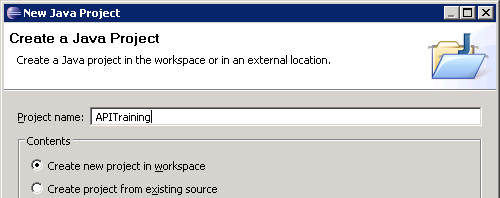 New Java Project
Create a Java Project
Create a Java project in the workspace or in an external location.
Project name: APITraining
Contents
Create new project in workspace
Create project from existing source